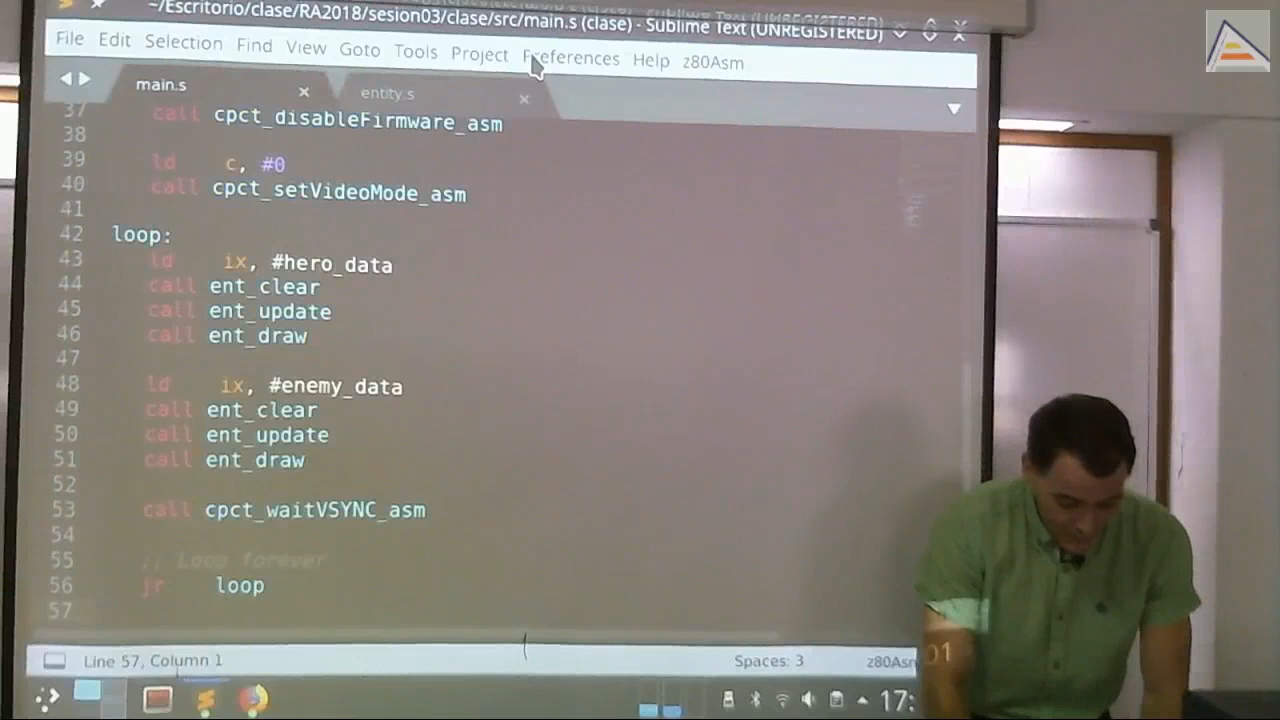 ~/Escritorio/clase/RA2018/sesion03/clase/src/main.s (clase) - Sublime Text (UNREGISTERED)
File Edit Selection Find View Goto Tools Project Preferences Help z80Asm
main.s entity.s
37 call cpct_disableFirmware_asm
38
39 ld c, #0
40 call cpct_setVideoMode_asm
41
42 loop:
43 ld ix, #hero_data
44 call ent_clear
45 call ent_update
46 call ent_draw
47
48 ld ix, #enemy_data
49 call ent_clear
50 call ent_update
51 call ent_draw
52
53 call cpct_waitVSYNC_asm
54
55 ;; Loop forever
56 jr loop
57
Line 57, Column 1 Spaces: 3 z80Asm
17: